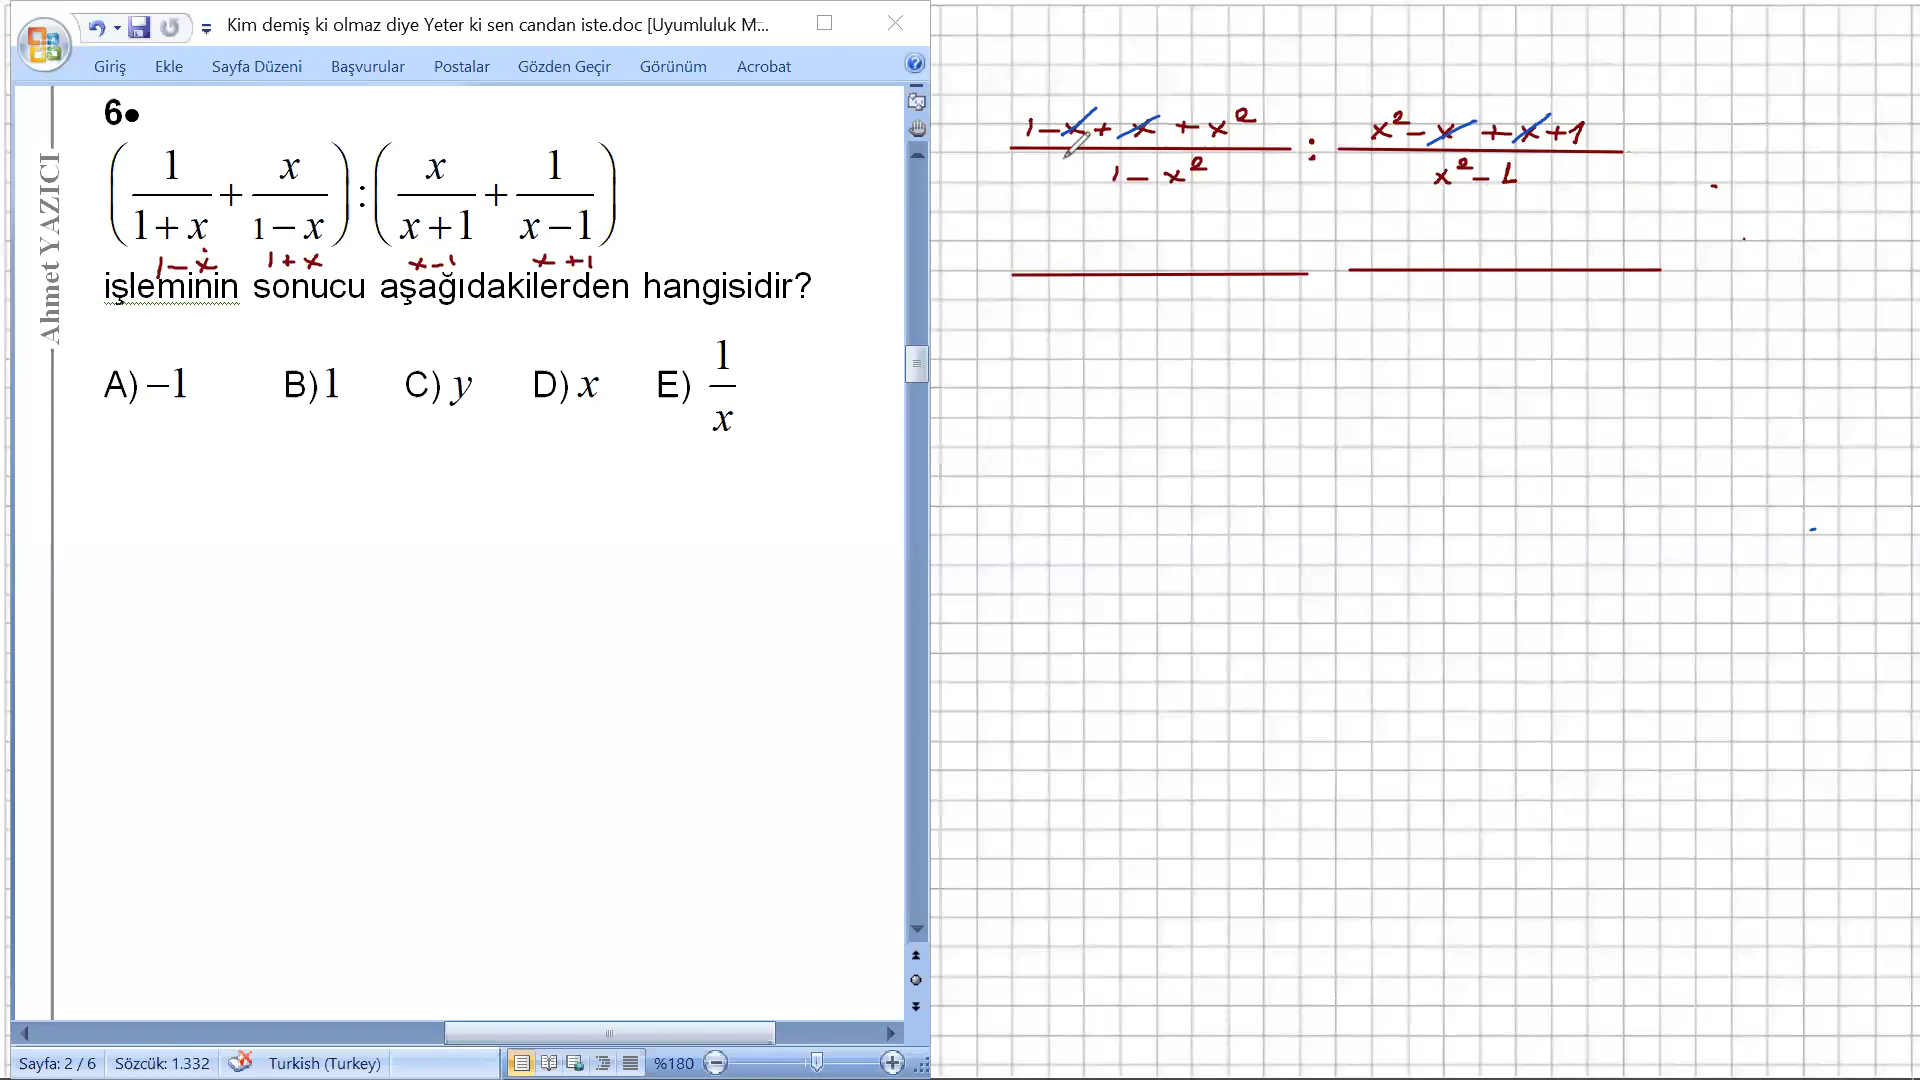 Kim demiş ki olmaz diye Yeter ki sen candan iste.doc [Uyumluluk M...
Giriş Ekle Sayfa Düzeni Başvurular Postalar Gözden Geçir Görünüm Acrobat
Ahmet YAZICI
6•
(1/(1+x) + x/(1−x)) : (x/(x+1) + 1/(x−1))
1−x 1+x x−1 x+1
işleminin sonucu aşağıdakilerden hangisidir?
A) −1 B) 1 C) y D) x E) 1/x
1−x+x+x² : x²−x+x+1
1−x² x²−1
Sayfa: 2 / 6 Sözcük: 1.332 Turkish (Turkey) %180